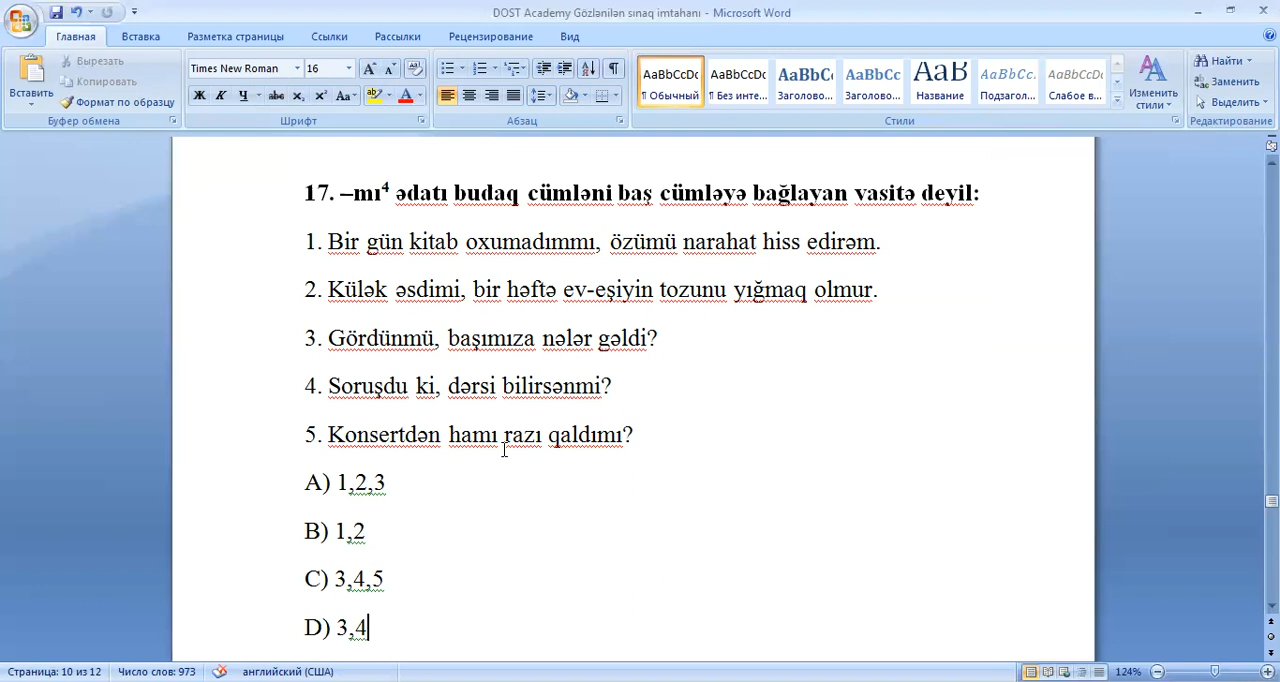 DOST Academy Gözlənilən sınaq imtahanı - Microsoft Word
Главная Вставка Разметка страницы Ссылки Рассылки Рецензирование Вид
Вставить
Вырезать
Копировать
Формат по образцу
Буфер обмена
Times New Roman 16
Ж К Ч abc x₂ x² Aa
Шрифт
Абзац
AaBbCcDc AaBbCcDc AaBbC AaBbCc AaB AaBbCc. AaBbCcDc
¶ Обычный ¶ Без инте... Заголово... Заголово... Название Подзагол... Слабое в...
Стили
Изменить
стили
Найти
Заменить
Выделить
Редактирование
17. –mı⁴ ədatı budaq cümləni baş cümləyə bağlayan vasitə deyil:
1. Bir gün kitab oxumadımmı, özümü narahat hiss edirəm.
2. Külək əsdimi, bir həftə ev-eşiyin tozunu yığmaq olmur.
3. Gördünmü, başımıza nələr gəldi?
4. Soruşdu ki, dərsi bilirsənmi?
5. Konsertdən hamı razı qaldımı?
A) 1,2,3
B) 1,2
C) 3,4,5
D) 3,4
Страница: 10 из 12 Число слов: 973 английский (США) 124%